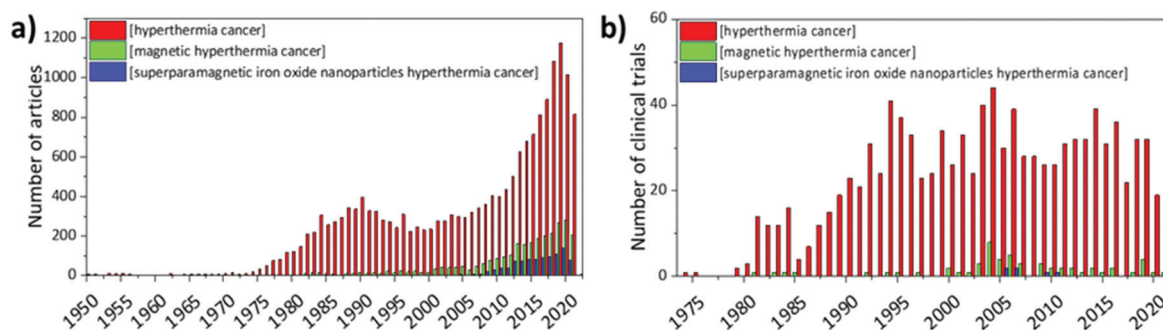 a)
[hyperthermia cancer]
[magnetic hyperthermia cancer]
[superparamagnetic iron oxide nanoparticles hyperthermia cancer]
Number of articles
1200
1000
800
600
400
200
0
1950 1955 1960 1965 1970 1975 1980 1985 1990 1995 2000 2005 2010 2015 2020
b)
[hyperthermia cancer]
[magnetic hyperthermia cancer]
[superparamagnetic iron oxide nanoparticles hyperthermia cancer]
Number of clinical trials
60
40
20
0
1975 1980 1985 1990 1995 2000 2005 2010 2015 2020